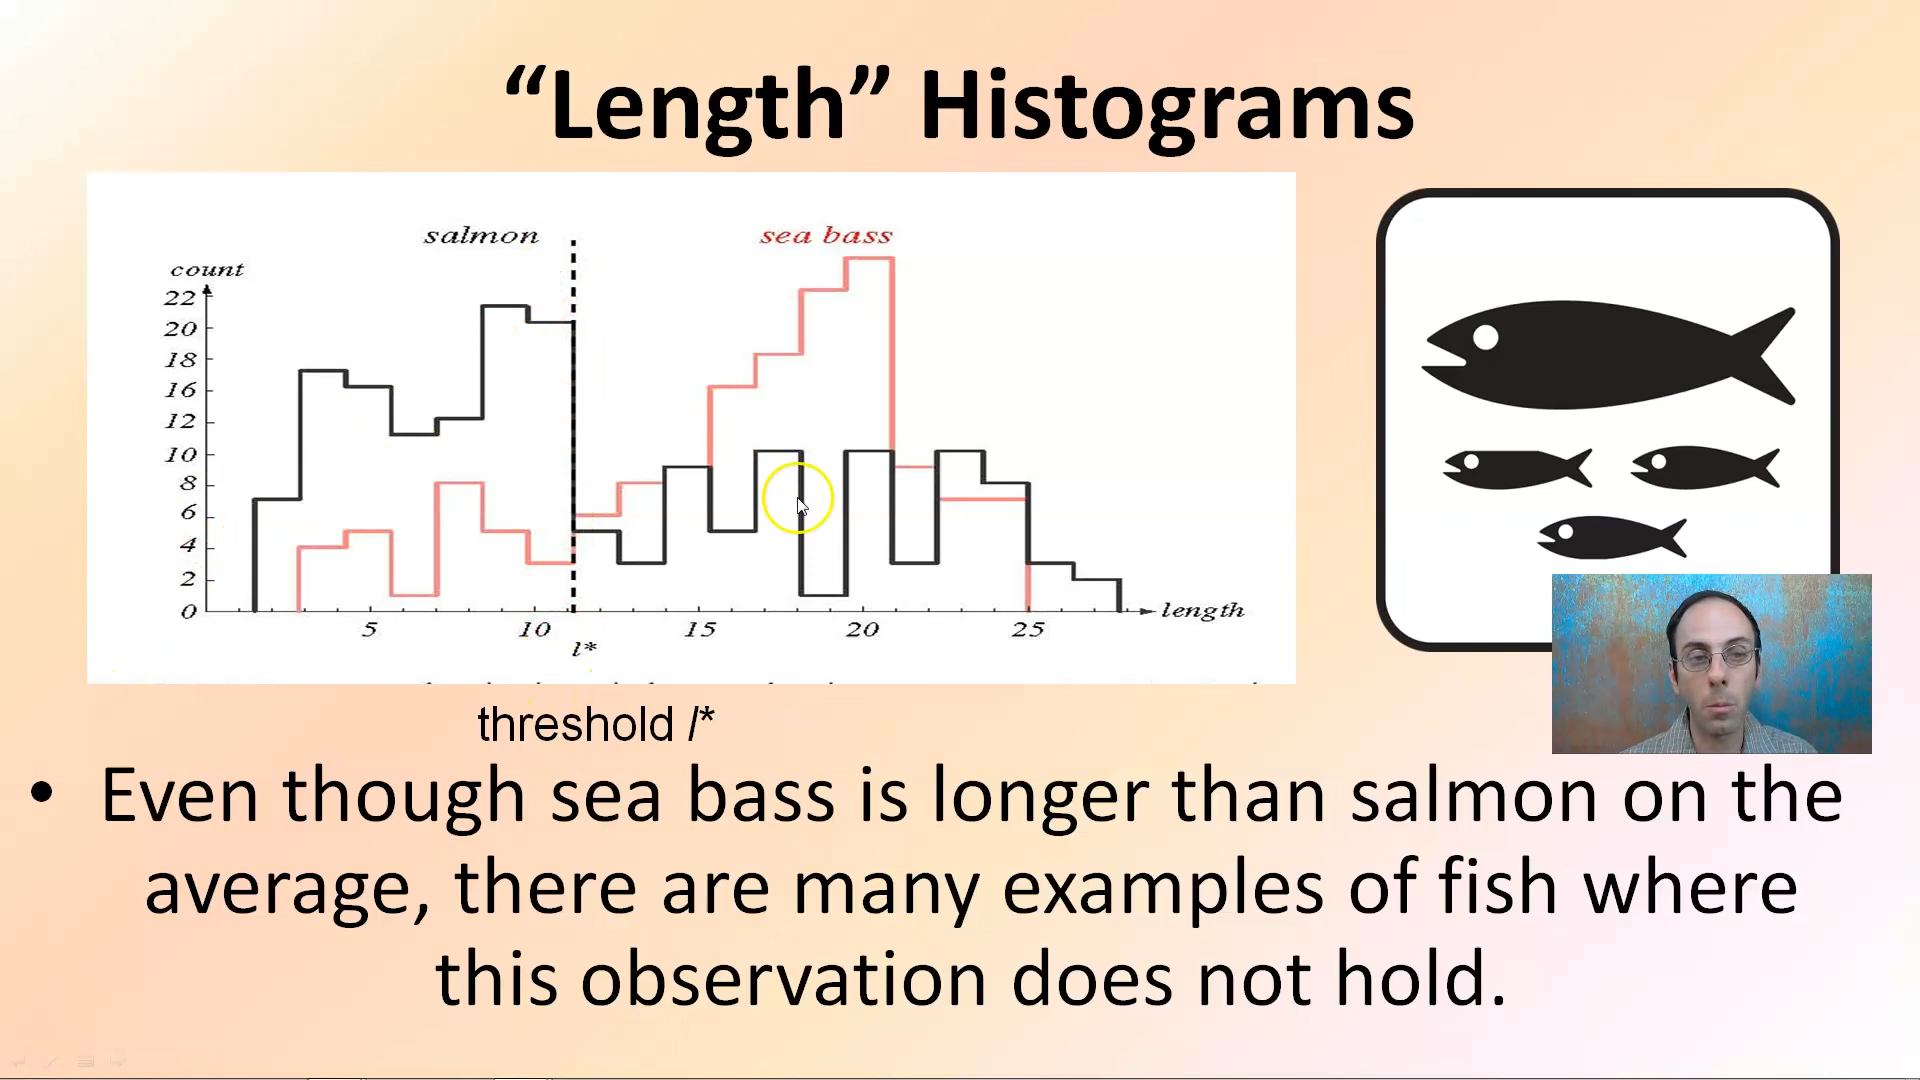 “Length” Histograms
salmon
sea bass
count
22
20
18
16
12
10
8
6
4
2
0
5 10 15 20 25
length
l*
threshold l*
• Even though sea bass is longer than salmon on the
average, there are many examples of fish where
this observation does not hold.